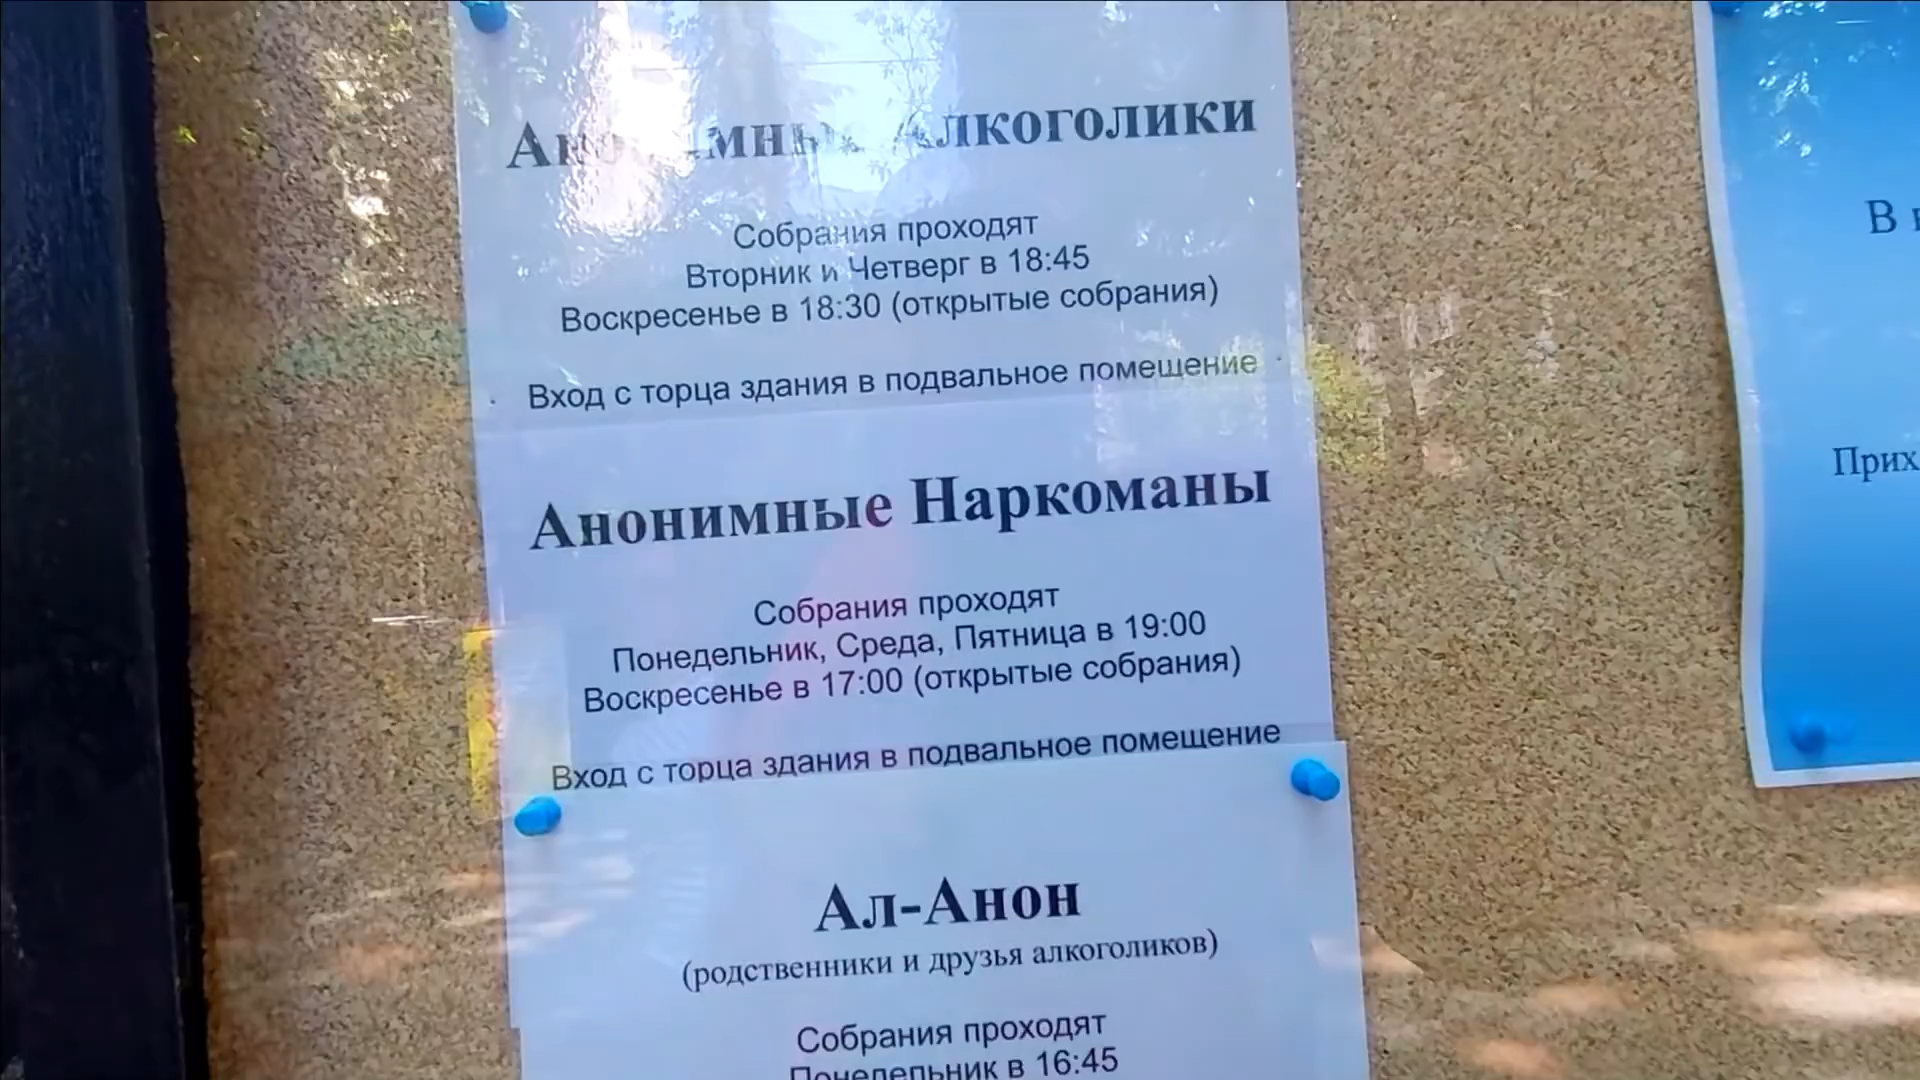 Анонимные Алкоголики
Собрания проходят
Вторник и Четверг в 18:45
Воскресенье в 18:30 (открытые собрания)
Вход с торца здания в подвальное помещение
Анонимные Наркоманы
Собрания проходят
Понедельник, Среда, Пятница в 19:00
Воскресенье в 17:00 (открытые собрания)
Вход с торца здания в подвальное помещение
Ал-Анон
(родственники и друзья алкоголиков)
Собрания проходят
Понедельник в 16:45
В